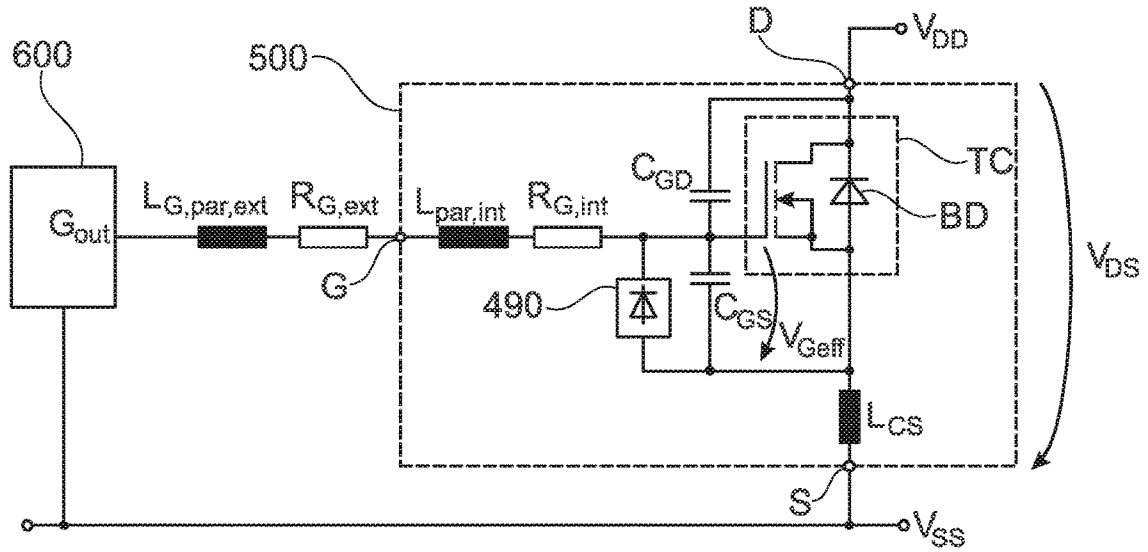 D
V_DD
600
500
TC
C_GD
L_G,par,ext
R_G,ext
L_par,int
R_G,int
BD
G_out
V_DS
G
490
C_GS
V_Geff
L_CS
S
V_SS